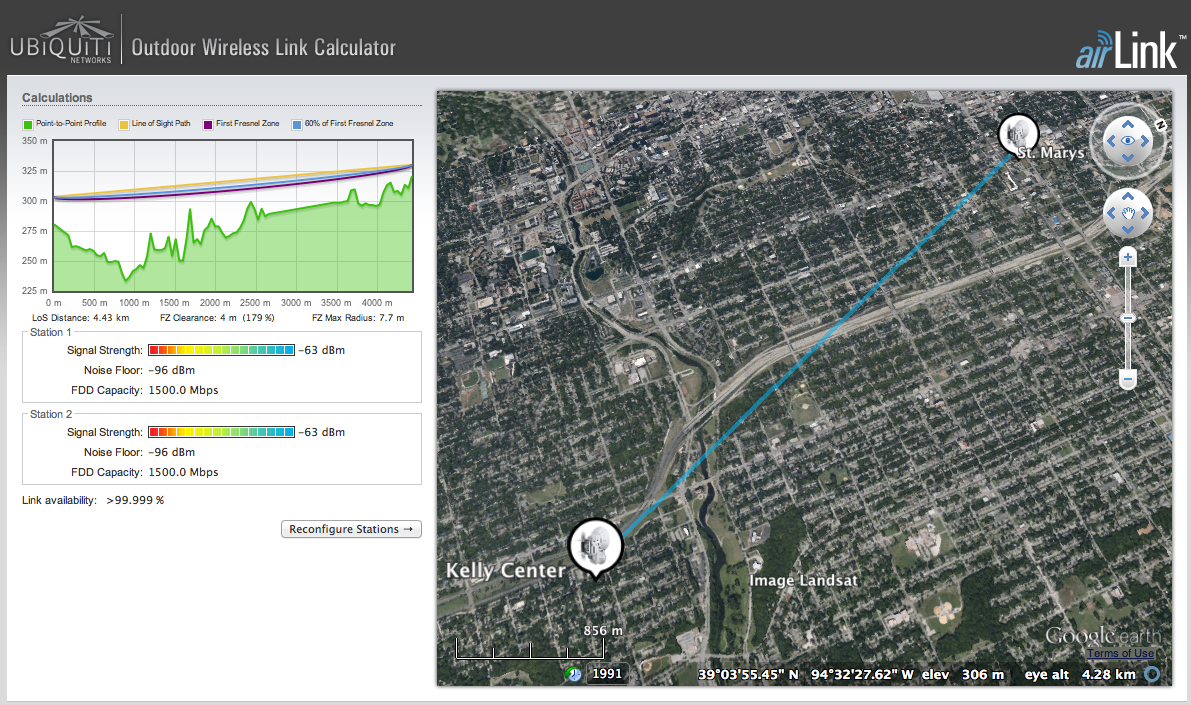 UBiQUiTi
NETWORKS
Outdoor Wireless Link Calculator
airLink™
Calculations
Point-to-Point Profile Line of Sight Path First Fresnel Zone 60% of First Fresnel Zone
350 m
325 m
300 m
275 m
250 m
225 m
0 m 500 m 1000 m 1500 m 2000 m 2500 m 3000 m 3500 m 4000 m
LoS Distance: 4.43 km FZ Clearance: 4 m (179 %) FZ Max Radius: 7.7 m
Station 1
Signal Strength: -63 dBm
Noise Floor: -96 dBm
FDD Capacity: 1500.0 Mbps
Station 2
Signal Strength: -63 dBm
Noise Floor: -96 dBm
FDD Capacity: 1500.0 Mbps
Link availability: >99.999 %
Reconfigure Stations →
N
St. Marys
Kelly Center
Image Landsat
856 m
Google earth
Terms of Use
1991
39°03'55.45" N 94°32'27.62" W elev 306 m eye alt 4.28 km